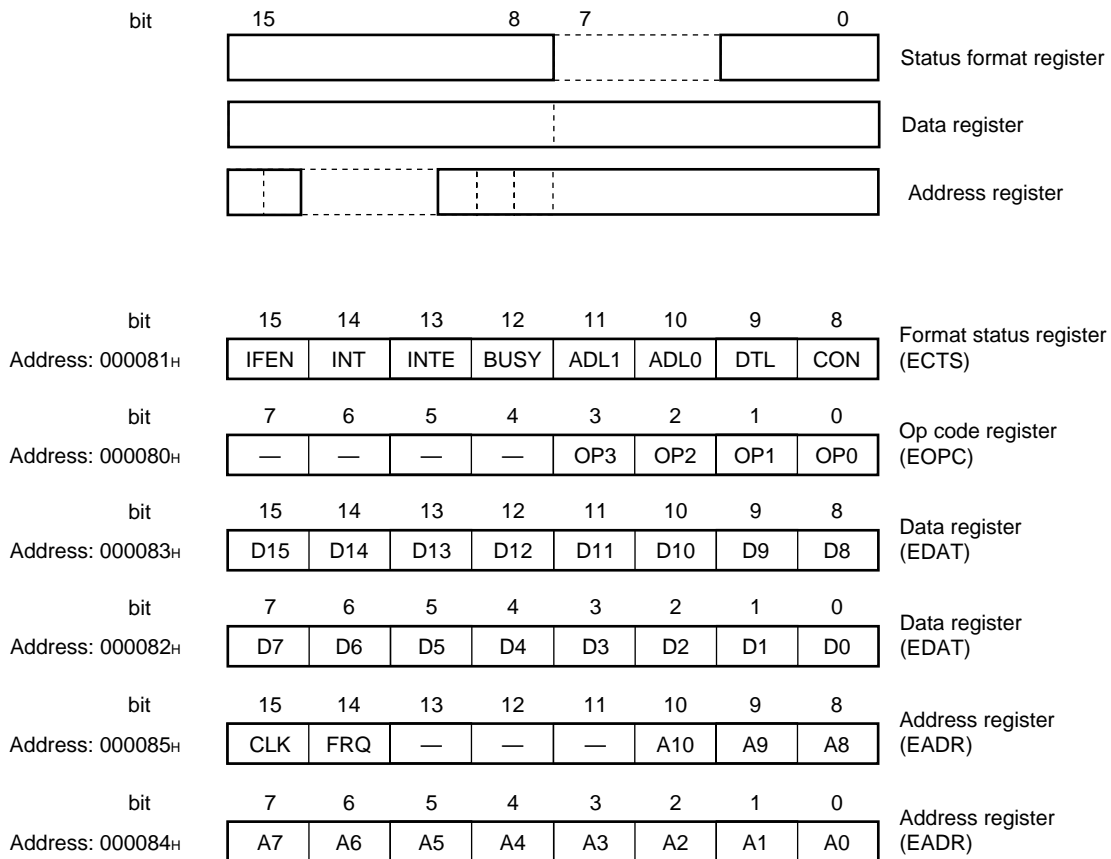 bit 15 8 7 0
Status format register
Data register
Address register
bit 15 14 13 12 11 10 9 8
Format status register
Address: 000081H IFEN INT INTE BUSY ADL1 ADL0 DTL CON (ECTS)
bit 7 6 5 4 3 2 1 0
Op code register
Address: 000080H — — — — OP3 OP2 OP1 OP0 (EOPC)
bit 15 14 13 12 11 10 9 8
Data register
Address: 000083H D15 D14 D13 D12 D11 D10 D9 D8 (EDAT)
bit 7 6 5 4 3 2 1 0
Data register
Address: 000082H D7 D6 D5 D4 D3 D2 D1 D0 (EDAT)
bit 15 14 13 12 11 10 9 8
Address register
Address: 000085H CLK FRQ — — — A10 A9 A8 (EADR)
bit 7 6 5 4 3 2 1 0
Address register
Address: 000084H A7 A6 A5 A4 A3 A2 A1 A0 (EADR)